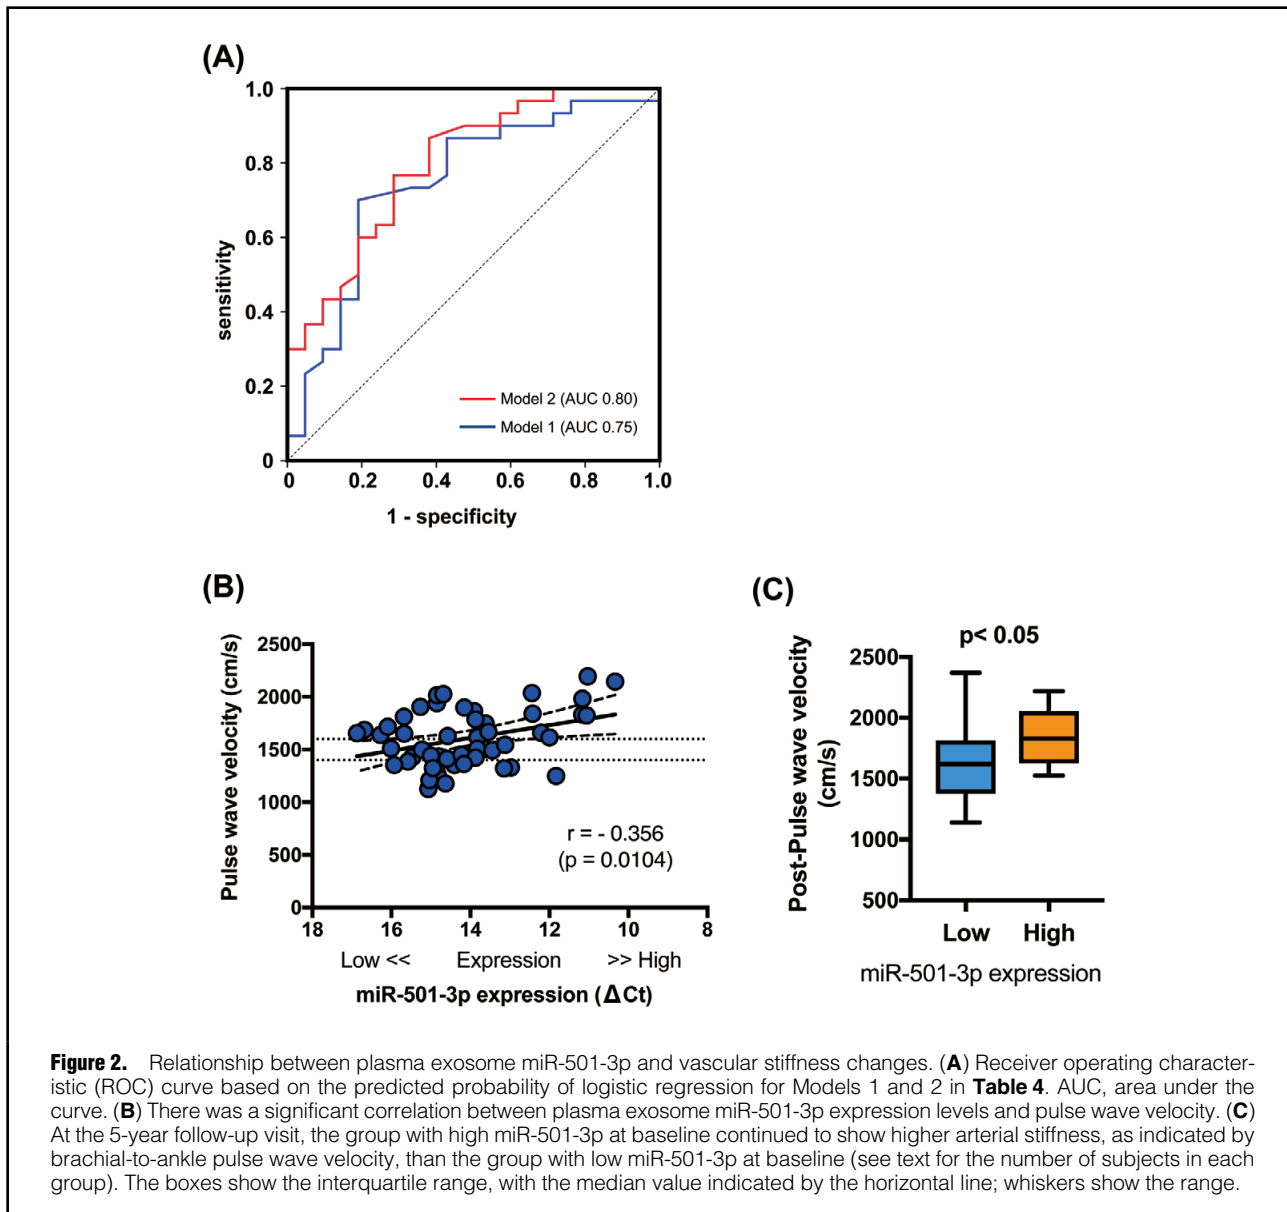 (A)
1.0
0.8
0.6
0.4
0.2
0
sensitivity
Model 2 (AUC 0.80)
Model 1 (AUC 0.75)
0 0.2 0.4 0.6 0.8 1.0
1 - specificity
(B)
Pulse wave velocity (cm/s)
2500
2000
1500
1000
500
0
r = - 0.356
(p = 0.0104)
18 16 14 12 10 8
Low << Expression >> High
miR-501-3p expression (ΔCt)
(C)
p< 0.05
Post-Pulse wave velocity
(cm/s)
2500
2000
1500
1000
500
Low High
miR-501-3p expression
Figure 2. Relationship between plasma exosome miR-501-3p and vascular stiffness changes. (A) Receiver operating character-
istic (ROC) curve based on the predicted probability of logistic regression for Models 1 and 2 in Table 4. AUC, area under the
curve. (B) There was a significant correlation between plasma exosome miR-501-3p expression levels and pulse wave velocity. (C)
At the 5-year follow-up visit, the group with high miR-501-3p at baseline continued to show higher arterial stiffness, as indicated by
brachial-to-ankle pulse wave velocity, than the group with low miR-501-3p at baseline (see text for the number of subjects in each
group). The boxes show the interquartile range, with the median value indicated by the horizontal line; whiskers show the range.